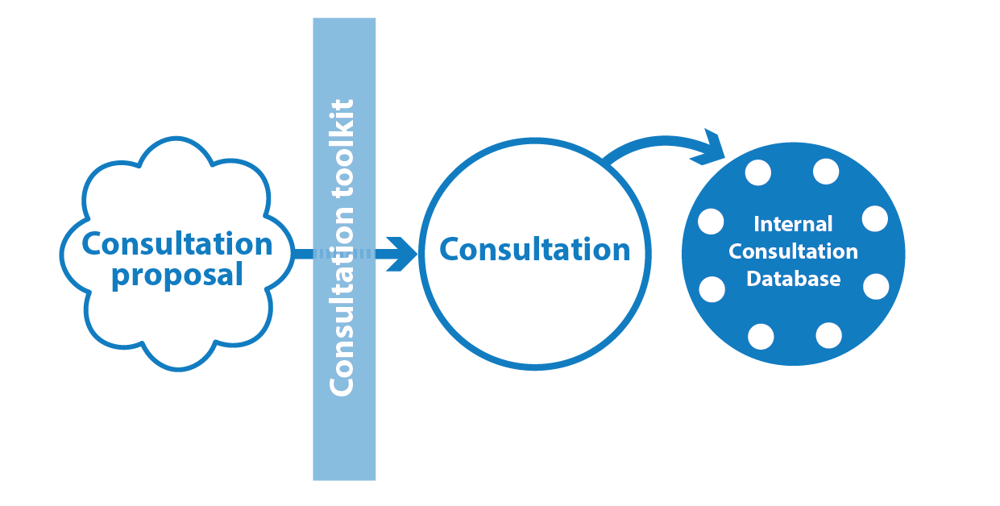 Consultation
proposal
Consultation toolkit
Consultation
Internal
Consultation
Database